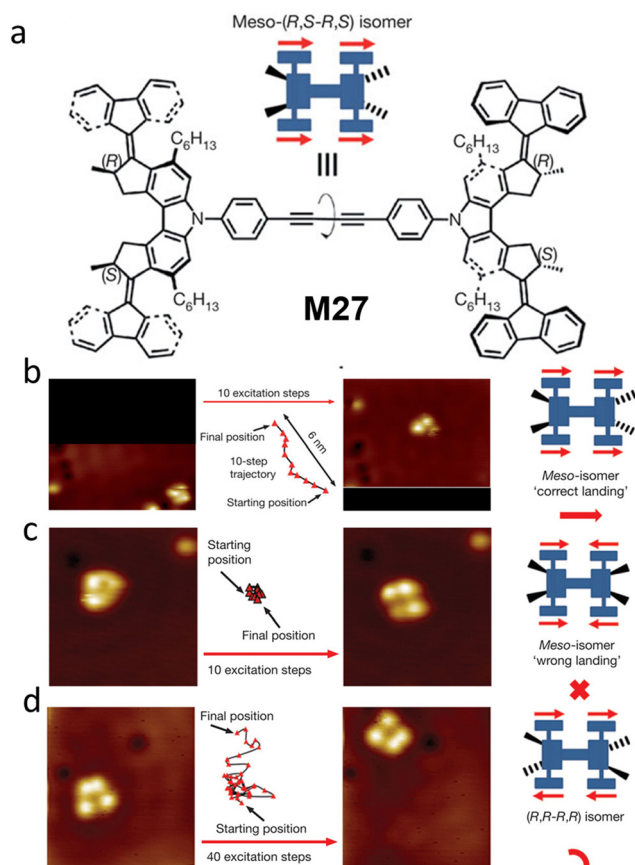 a
Meso-(R,S-R,S) isomer
C6H13
(R)
C6H13
(R)
N
N
(S)
(S)
C6H13
C6H13
M27
b
10 excitation steps
Final position
6 nm
10-step
trajectory
Starting position
Meso-isomer
'correct landing'
c
Starting
position
Final position
10 excitation steps
Meso-isomer
'wrong landing'
d
Final position
Starting position
40 excitation steps
(R,R-R,R) isomer